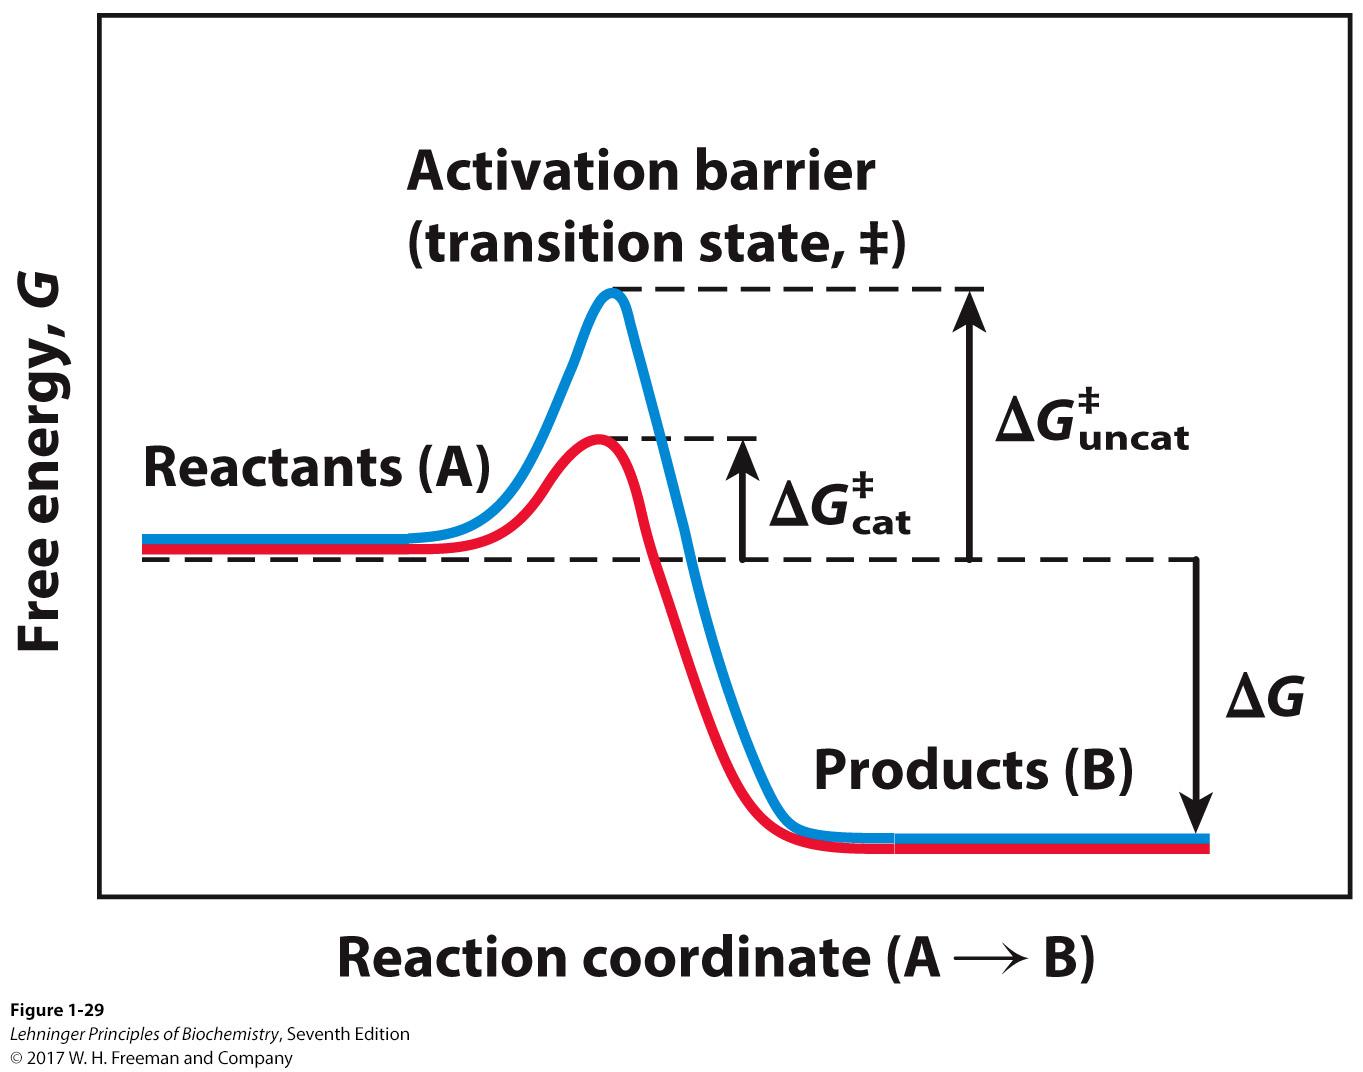 Activation barrier
(transition state, ‡)
Free energy, G
Reactants (A)
ΔG‡uncat
ΔG‡cat
ΔG
Products (B)
Reaction coordinate (A → B)
Figure 1-29
Lehninger Principles of Biochemistry, Seventh Edition
© 2017 W. H. Freeman and Company